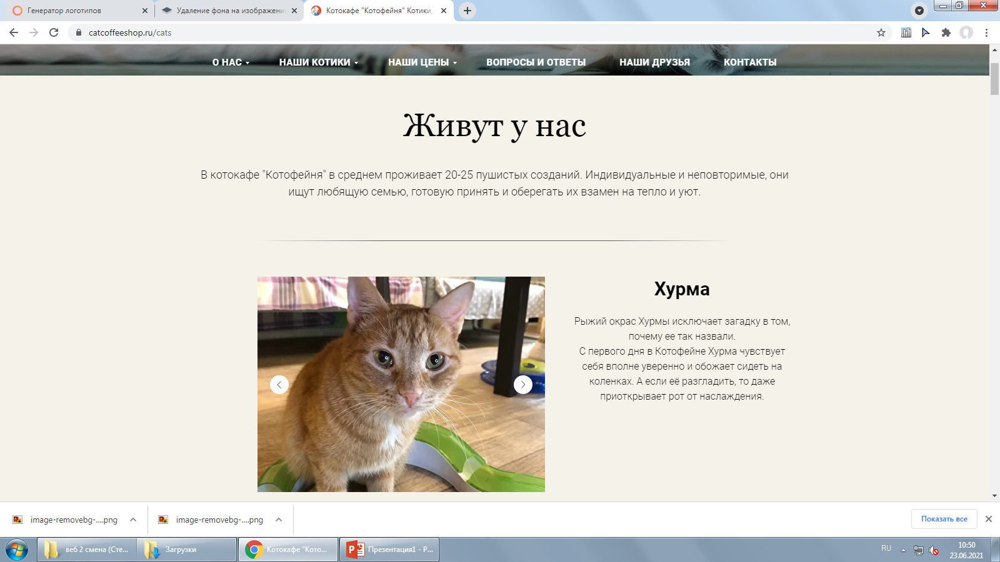 Генератор логотипов
Удаление фона на изображени
Котокафе "Котофейня" Котики,
catcoffeeshop.ru/cats
О НАС
НАШИ КОТИКИ
НАШИ ЦЕНЫ
ВОПРОСЫ И ОТВЕТЫ
НАШИ ДРУЗЬЯ
КОНТАКТЫ
Живут у нас
В котокафе "Котофейня" в среднем проживает 20-25 пушистых созданий. Индивидуальные и неповторимые, они
ищут любящую семью, готовую принять и оберегать их взамен на тепло и уют.
Хурма
Рыжий окрас Хурмы исключает загадку в том,
почему ее так назвали.
С первого дня в Котофейне Хурма чувствует
себя вполне уверенно и обожает сидеть на
коленках. А если её разгладить, то даже
приоткрывает рот от наслаждения.
image-removebg-....png
image-removebg-....png
Показать все
веб 2 смена (Сте...
Загрузки
Котокафе "Кото...
Презентация1 - P...
RU
10:50
23.06.2021